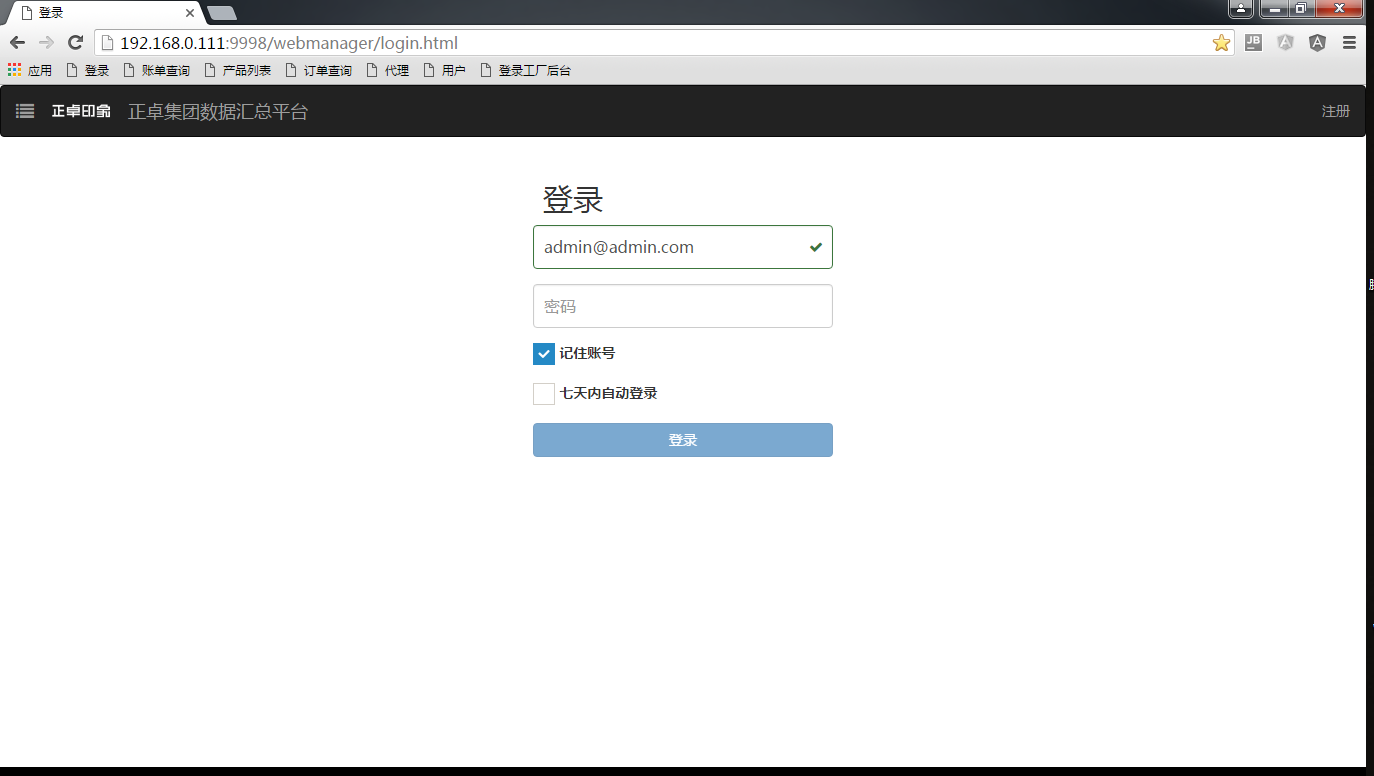 登录
192.168.0.111:9998/webmanager/login.html
JB
应用 登录 账单查询 产品列表 订单查询 代理 用户 登录工厂后台
正卓印象 正卓集团数据汇总平台 注册
登录
admin@admin.com
密码
记住账号
七天内自动登录
登录